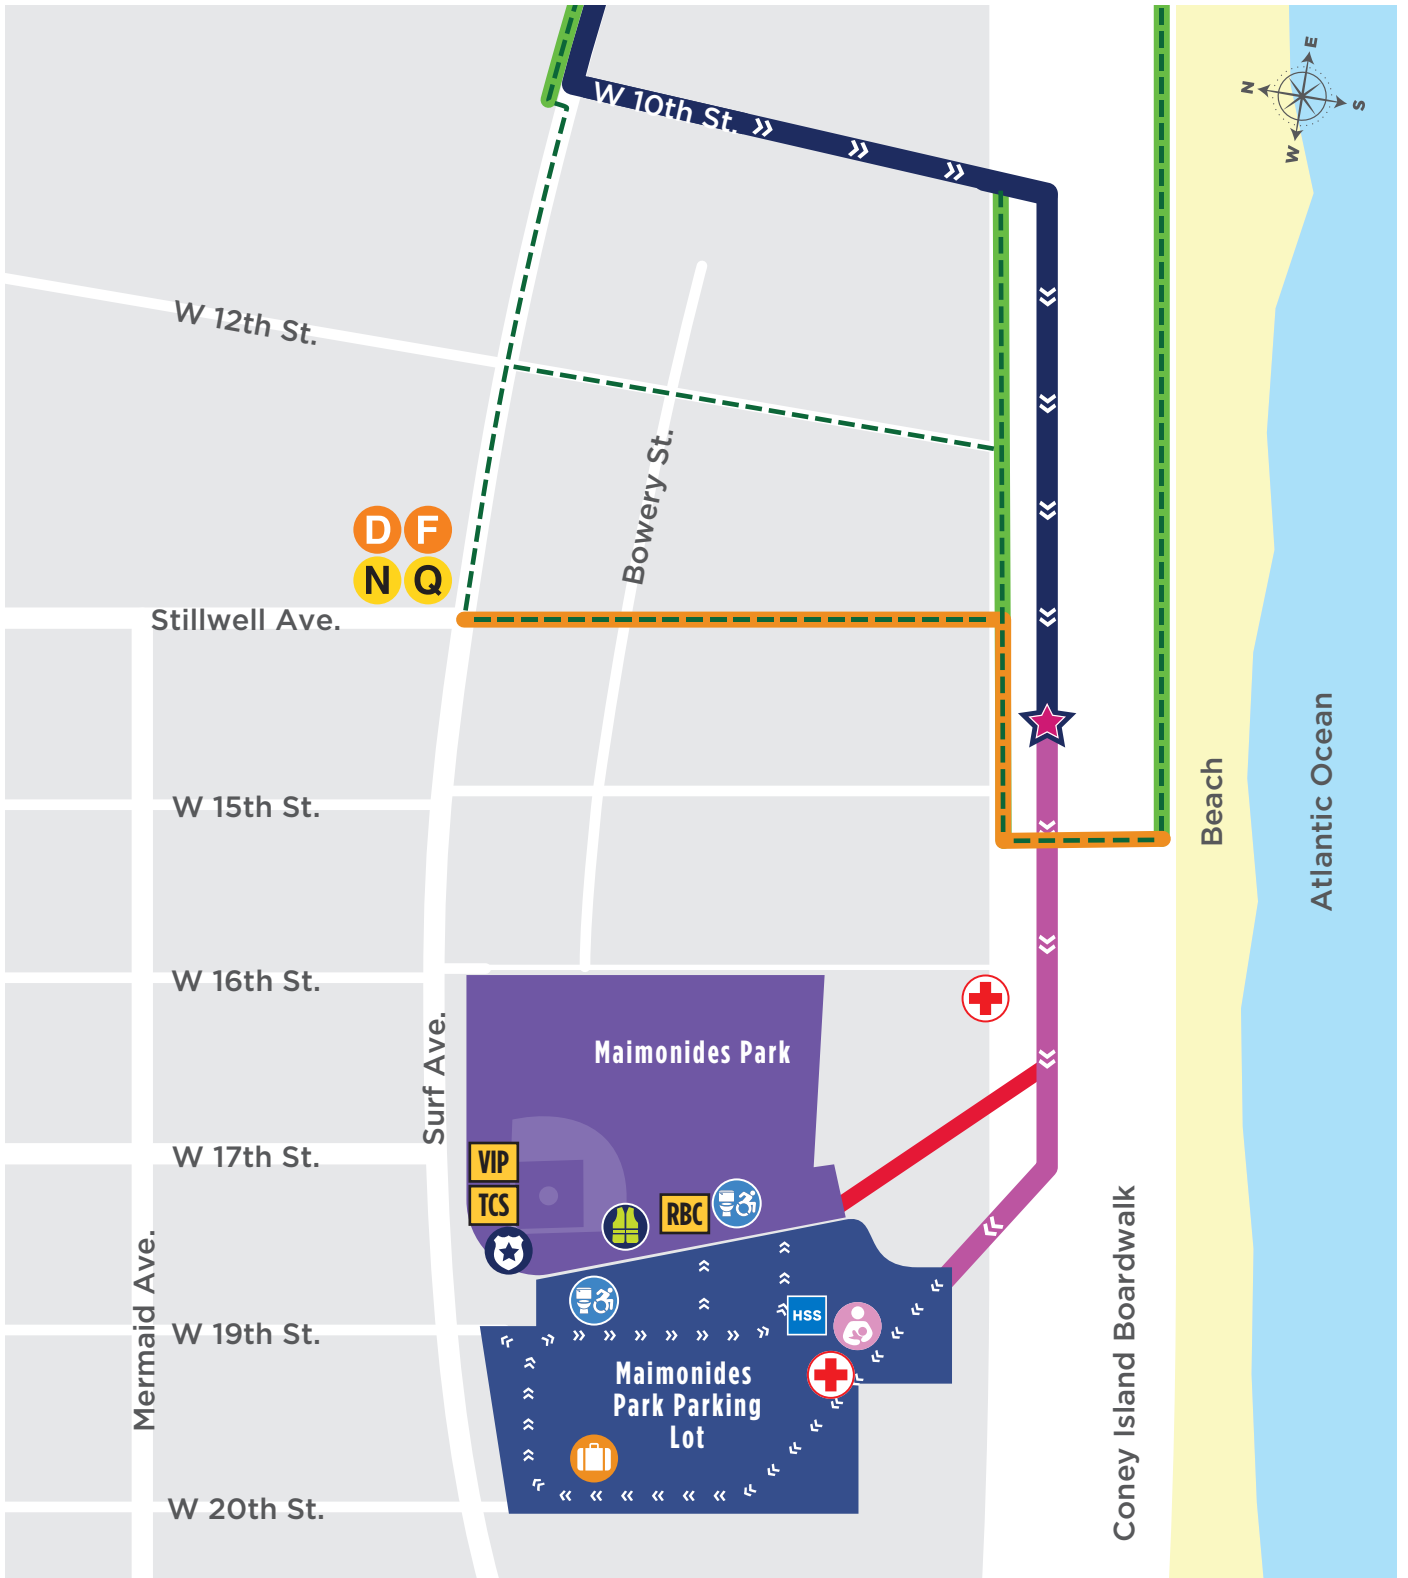 E
N
S
W
W 10th St.
W 12th St.
Bowery St.
D F
N Q
Stillwell Ave.
Atlantic Ocean
Beach
W 15th St.
W 16th St.
Maimonides Park
Surf Ave.
VIP
W 17th St.
TCS
RBC
Coney Island Boardwalk
Mermaid Ave.
HSS
W 19th St.
Maimonides
Park Parking
Lot
W 20th St.